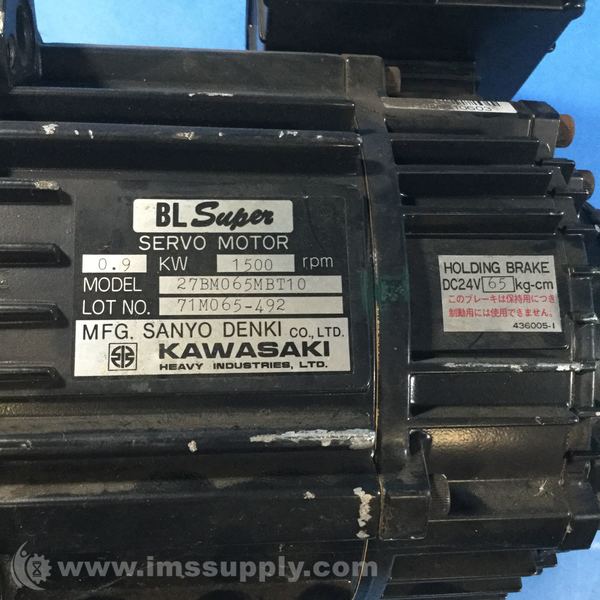 BL Super
SERVO MOTOR
0.9 KW 1500 rpm
MODEL 27BM065MBT10
LOT NO. 71M065-492
MFG. SANYO DENKI CO., LTD.
KAWASAKI
HEAVY INDUSTRIES, LTD.
HOLDING BRAKE
DC24V 65 kg-cm
このブレーキは保持用につき
制動用には使用できません。
436005-1
www.imssupply.com